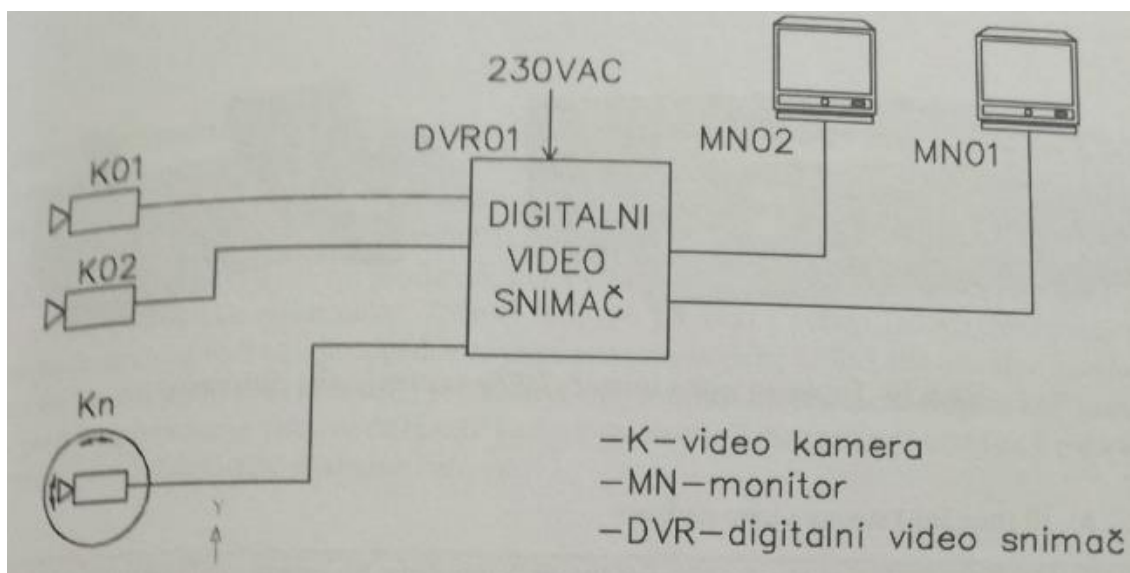 230VAC
DVR01
MN02
MN01
K01
K02
DIGITALNI
VIDEO
SNIMAČ
Kn
Y
-K-video kamera
-MN-monitor
-DVR-digitalni video snimač